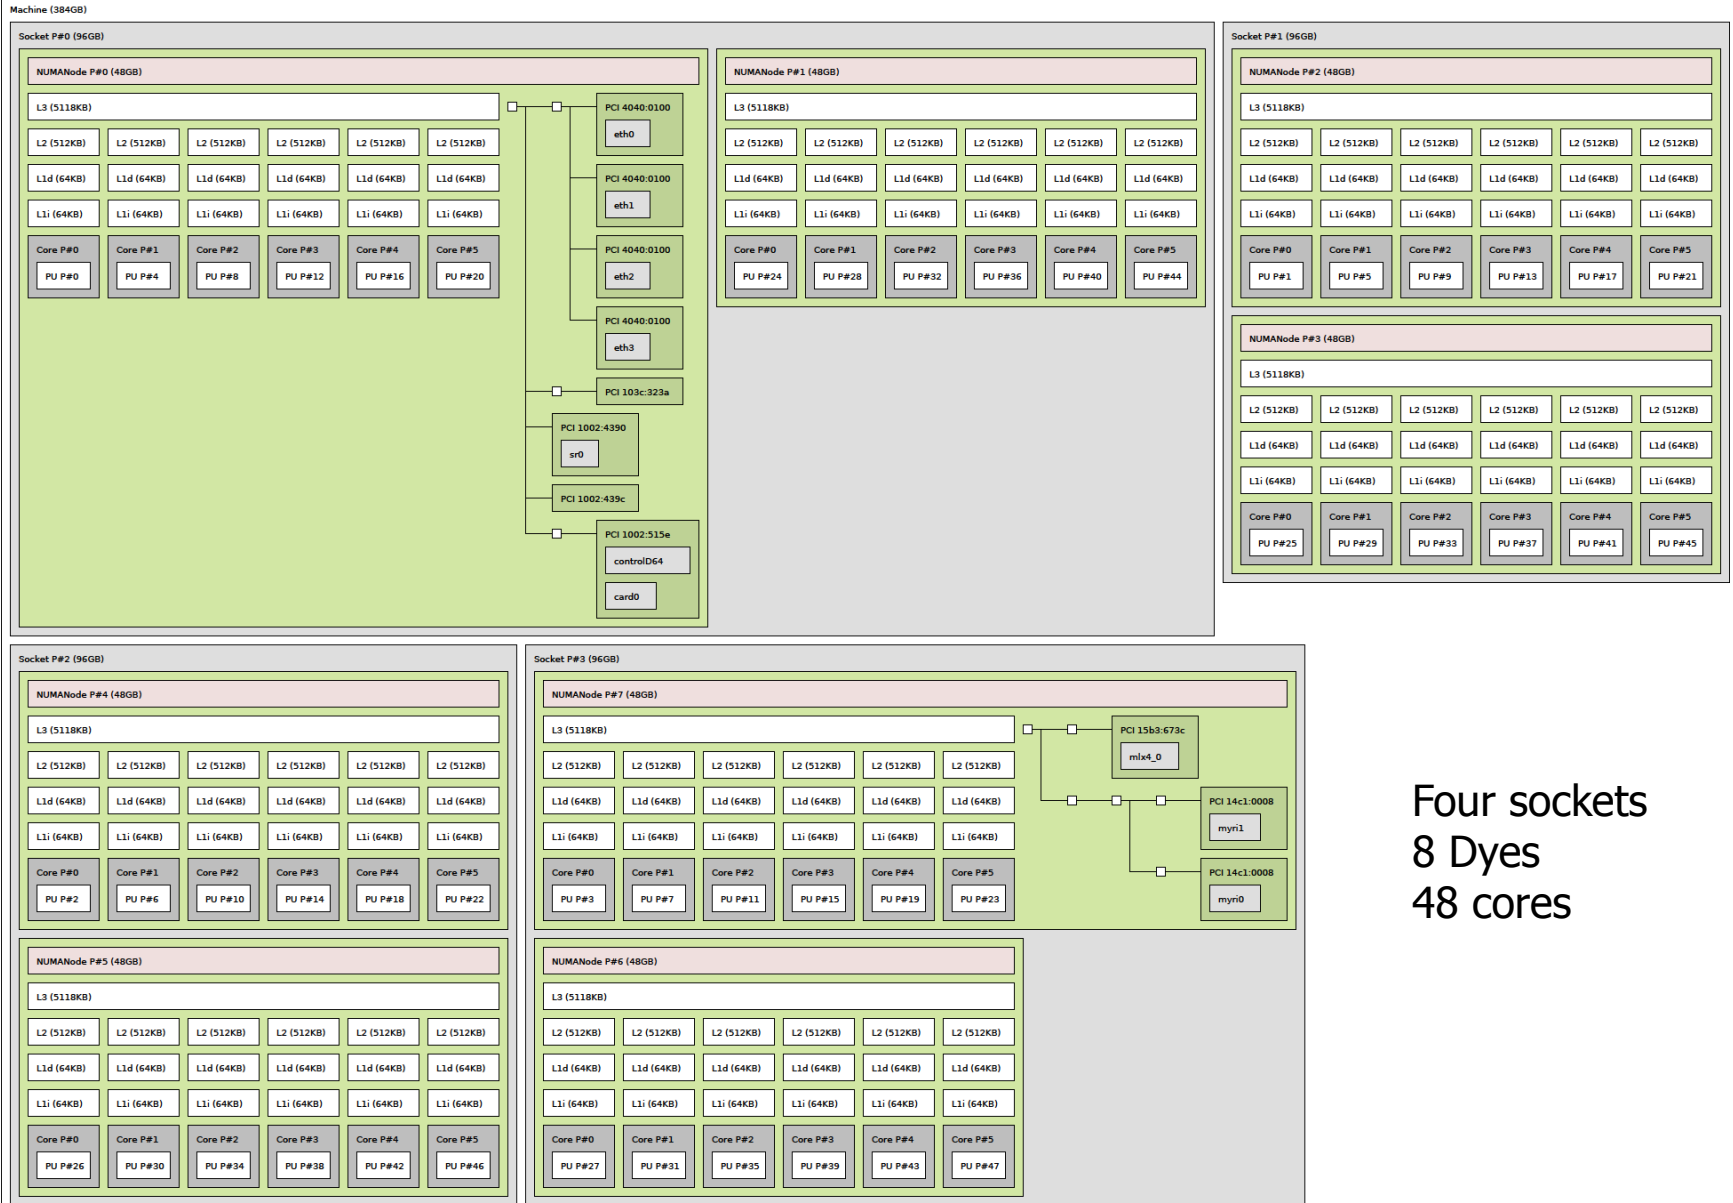 Machine (384GB)
Socket P#0 (96GB)
NUMANode P#0 (48GB)
L3 (5118KB)
L2 (512KB) L2 (512KB) L2 (512KB) L2 (512KB) L2 (512KB) L2 (512KB)
L1d (64KB) L1d (64KB) L1d (64KB) L1d (64KB) L1d (64KB) L1d (64KB)
L1i (64KB) L1i (64KB) L1i (64KB) L1i (64KB) L1i (64KB) L1i (64KB)
Core P#0 Core P#1 Core P#2 Core P#3 Core P#4 Core P#5
PU P#0 PU P#4 PU P#8 PU P#12 PU P#16 PU P#20
PCI 4040:0100
eth0
PCI 4040:0100
eth1
PCI 4040:0100
eth2
PCI 4040:0100
eth3
PCI 103c:323a
PCI 1002:4390
sr0
PCI 1002:439c
PCI 1002:515e
controlD64
card0
NUMANode P#1 (48GB)
L3 (5118KB)
L2 (512KB) L2 (512KB) L2 (512KB) L2 (512KB) L2 (512KB) L2 (512KB)
L1d (64KB) L1d (64KB) L1d (64KB) L1d (64KB) L1d (64KB) L1d (64KB)
L1i (64KB) L1i (64KB) L1i (64KB) L1i (64KB) L1i (64KB) L1i (64KB)
Core P#0 Core P#1 Core P#2 Core P#3 Core P#4 Core P#5
PU P#24 PU P#28 PU P#32 PU P#36 PU P#40 PU P#44
Socket P#1 (96GB)
NUMANode P#2 (48GB)
L3 (5118KB)
L2 (512KB) L2 (512KB) L2 (512KB) L2 (512KB) L2 (512KB) L2 (512KB)
L1d (64KB) L1d (64KB) L1d (64KB) L1d (64KB) L1d (64KB) L1d (64KB)
L1i (64KB) L1i (64KB) L1i (64KB) L1i (64KB) L1i (64KB) L1i (64KB)
Core P#0 Core P#1 Core P#2 Core P#3 Core P#4 Core P#5
PU P#1 PU P#5 PU P#9 PU P#13 PU P#17 PU P#21
NUMANode P#3 (48GB)
L3 (5118KB)
L2 (512KB) L2 (512KB) L2 (512KB) L2 (512KB) L2 (512KB) L2 (512KB)
L1d (64KB) L1d (64KB) L1d (64KB) L1d (64KB) L1d (64KB) L1d (64KB)
L1i (64KB) L1i (64KB) L1i (64KB) L1i (64KB) L1i (64KB) L1i (64KB)
Core P#0 Core P#1 Core P#2 Core P#3 Core P#4 Core P#5
PU P#25 PU P#29 PU P#33 PU P#37 PU P#41 PU P#45
Socket P#2 (96GB)
NUMANode P#4 (48GB)
L3 (5118KB)
L2 (512KB) L2 (512KB) L2 (512KB) L2 (512KB) L2 (512KB) L2 (512KB)
L1d (64KB) L1d (64KB) L1d (64KB) L1d (64KB) L1d (64KB) L1d (64KB)
L1i (64KB) L1i (64KB) L1i (64KB) L1i (64KB) L1i (64KB) L1i (64KB)
Core P#0 Core P#1 Core P#2 Core P#3 Core P#4 Core P#5
PU P#2 PU P#6 PU P#10 PU P#14 PU P#18 PU P#22
NUMANode P#5 (48GB)
L3 (5118KB)
L2 (512KB) L2 (512KB) L2 (512KB) L2 (512KB) L2 (512KB) L2 (512KB)
L1d (64KB) L1d (64KB) L1d (64KB) L1d (64KB) L1d (64KB) L1d (64KB)
L1i (64KB) L1i (64KB) L1i (64KB) L1i (64KB) L1i (64KB) L1i (64KB)
Core P#0 Core P#1 Core P#2 Core P#3 Core P#4 Core P#5
PU P#26 PU P#30 PU P#34 PU P#38 PU P#42 PU P#46
Socket P#3 (96GB)
NUMANode P#7 (48GB)
L3 (5118KB)
L2 (512KB) L2 (512KB) L2 (512KB) L2 (512KB) L2 (512KB) L2 (512KB)
L1d (64KB) L1d (64KB) L1d (64KB) L1d (64KB) L1d (64KB) L1d (64KB)
L1i (64KB) L1i (64KB) L1i (64KB) L1i (64KB) L1i (64KB) L1i (64KB)
Core P#0 Core P#1 Core P#2 Core P#3 Core P#4 Core P#5
PU P#3 PU P#7 PU P#11 PU P#15 PU P#19 PU P#23
PCI 15b3:673c
mlx4_0
PCI 14c1:0008
myri1
PCI 14c1:0008
myri0
NUMANode P#6 (48GB)
L3 (5118KB)
L2 (512KB) L2 (512KB) L2 (512KB) L2 (512KB) L2 (512KB) L2 (512KB)
L1d (64KB) L1d (64KB) L1d (64KB) L1d (64KB) L1d (64KB) L1d (64KB)
L1i (64KB) L1i (64KB) L1i (64KB) L1i (64KB) L1i (64KB) L1i (64KB)
Core P#0 Core P#1 Core P#2 Core P#3 Core P#4 Core P#5
PU P#27 PU P#31 PU P#35 PU P#39 PU P#43 PU P#47
Four sockets
8 Dyes
48 cores